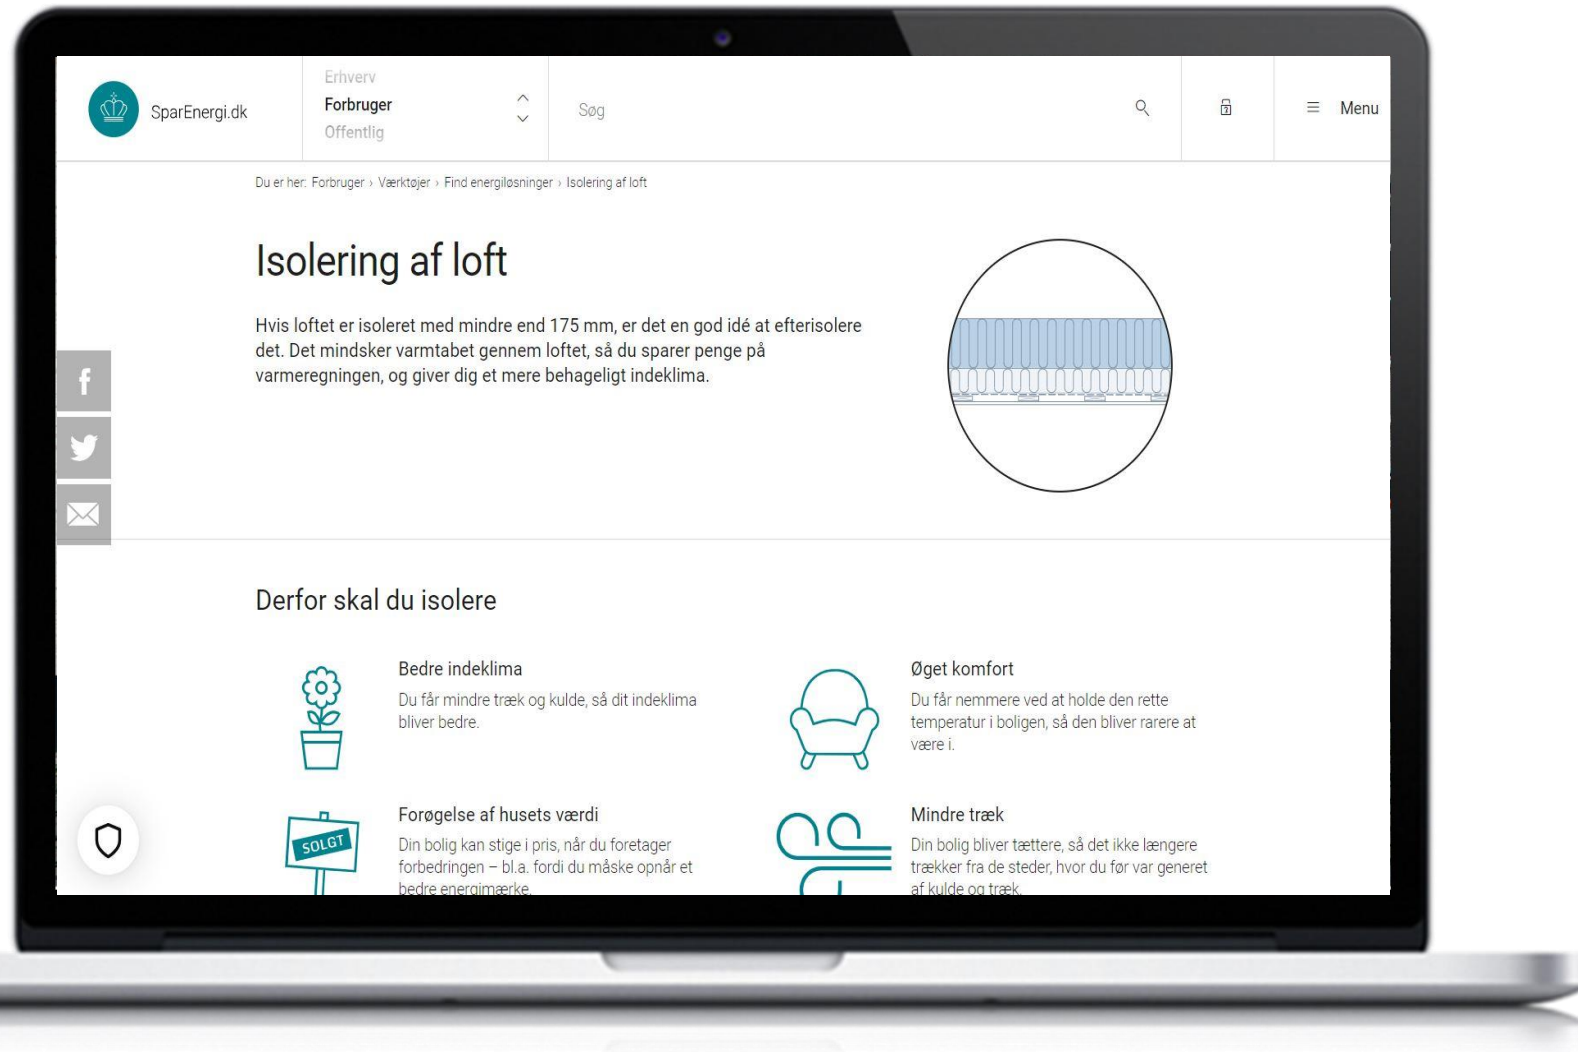 SparEnergi.dk
Erhverv
Forbruger
Offentlig
Søg
Menu
Du er her: Forbruger › Værktøjer › Find energiløsninger › Isolering af loft
Isolering af loft
Hvis loftet er isoleret med mindre end 175 mm, er det en god idé at efterisolere
det. Det mindsker varmtabet gennem loftet, så du sparer penge på
varmeregningen, og giver dig et mere behageligt indeklima.
f
Derfor skal du isolere
Bedre indeklima
Du får mindre træk og kulde, så dit indeklima
bliver bedre.
Øget komfort
Du får nemmere ved at holde den rette
temperatur i boligen, så den bliver rarere at
være i.
SOLGT
Forøgelse af husets værdi
Din bolig kan stige i pris, når du foretager
forbedringen – bl.a. fordi du måske opnår et
bedre energimærke.
Mindre træk
Din bolig bliver tættere, så det ikke længere
trækker fra de steder, hvor du før var generet
af kulde og træk.